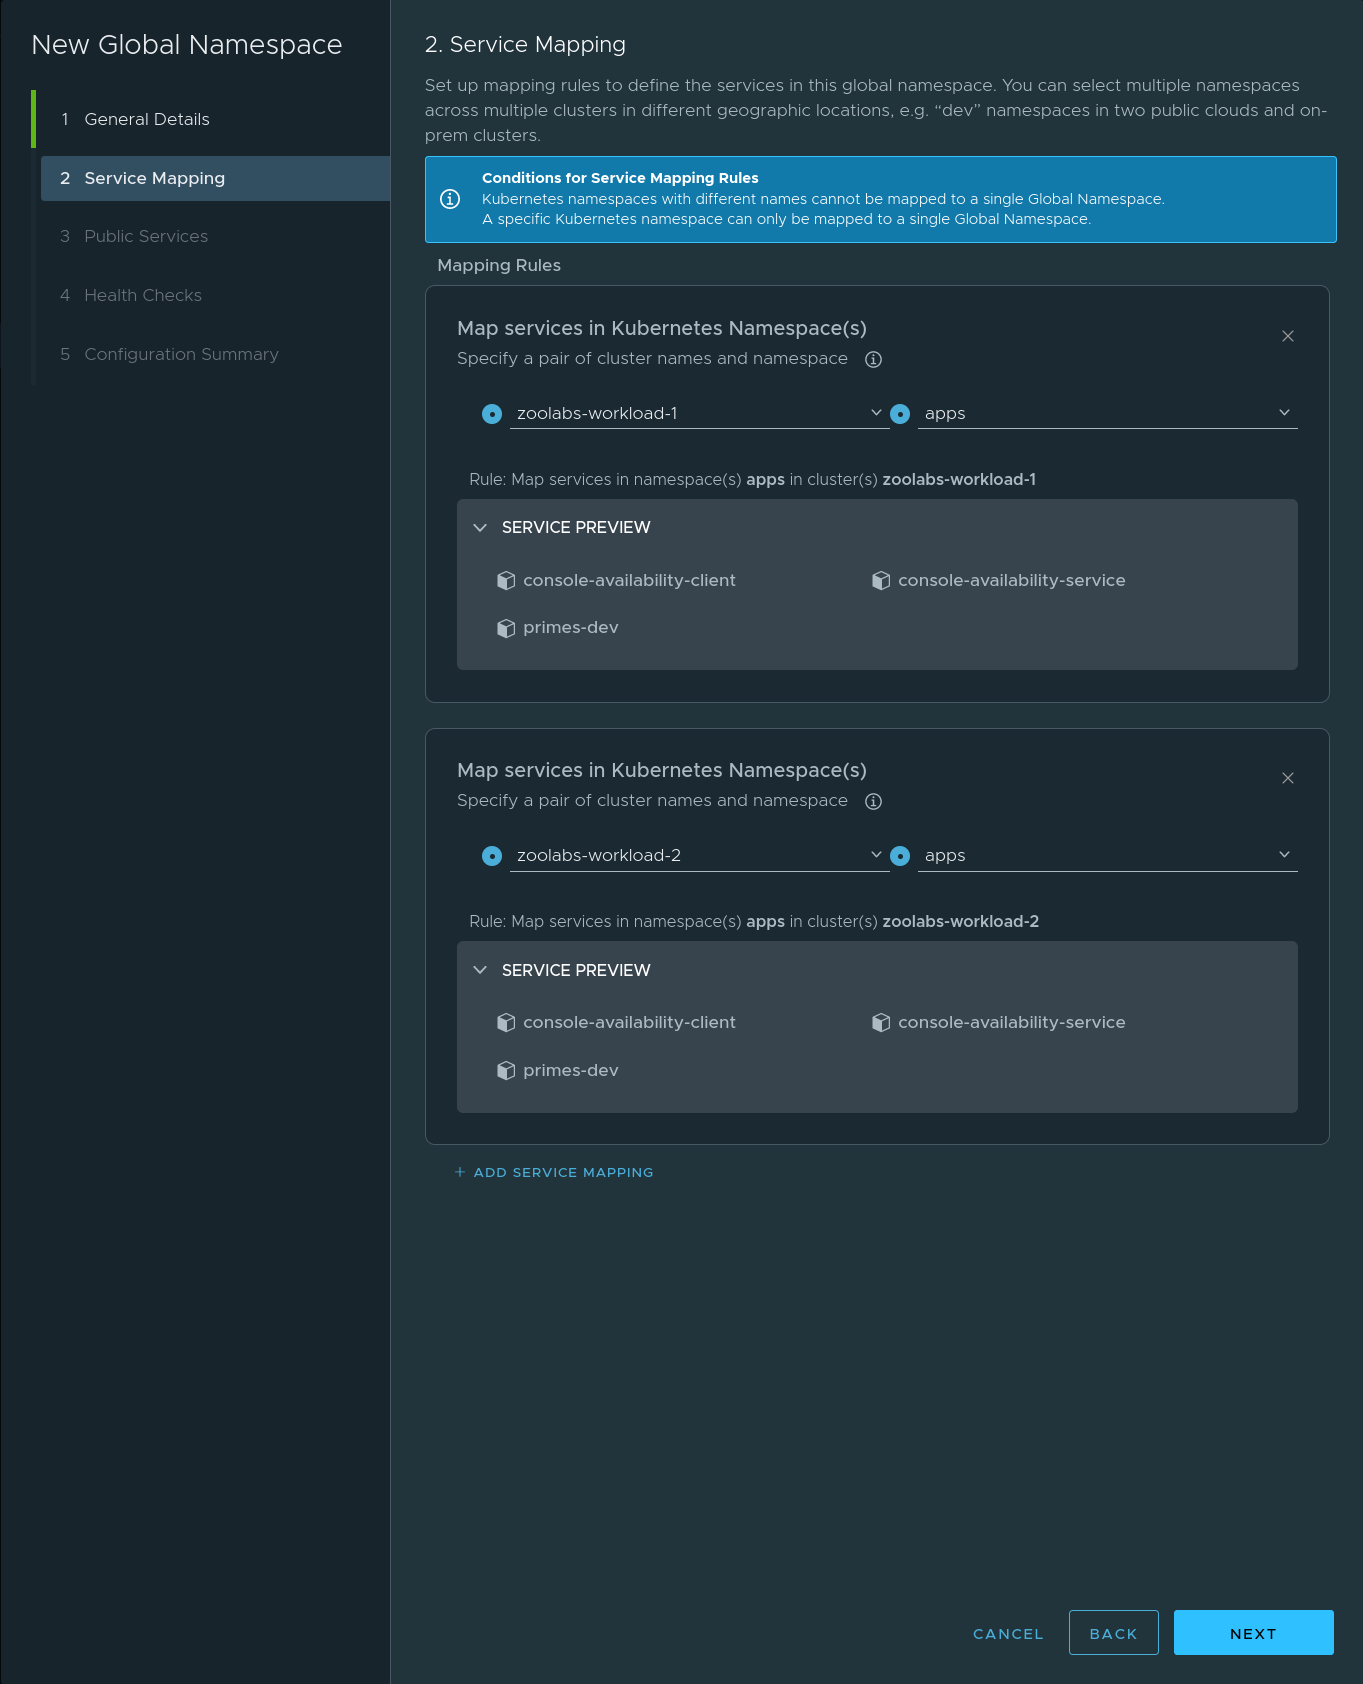 New Global Namespace
1 General Details
2 Service Mapping
3 Public Services
4 Health Checks
5 Configuration Summary
2. Service Mapping
Set up mapping rules to define the services in this global namespace. You can select multiple namespaces
across multiple clusters in different geographic locations, e.g. “dev” namespaces in two public clouds and on-
prem clusters.
Conditions for Service Mapping Rules
Kubernetes namespaces with different names cannot be mapped to a single Global Namespace.
A specific Kubernetes namespace can only be mapped to a single Global Namespace.
Mapping Rules
Map services in Kubernetes Namespace(s)
Specify a pair of cluster names and namespace
zoolabs-workload-1 apps
Rule: Map services in namespace(s) apps in cluster(s) zoolabs-workload-1
SERVICE PREVIEW
console-availability-client console-availability-service
primes-dev
Map services in Kubernetes Namespace(s)
Specify a pair of cluster names and namespace
zoolabs-workload-2 apps
Rule: Map services in namespace(s) apps in cluster(s) zoolabs-workload-2
SERVICE PREVIEW
console-availability-client console-availability-service
primes-dev
+ ADD SERVICE MAPPING
CANCEL BACK NEXT